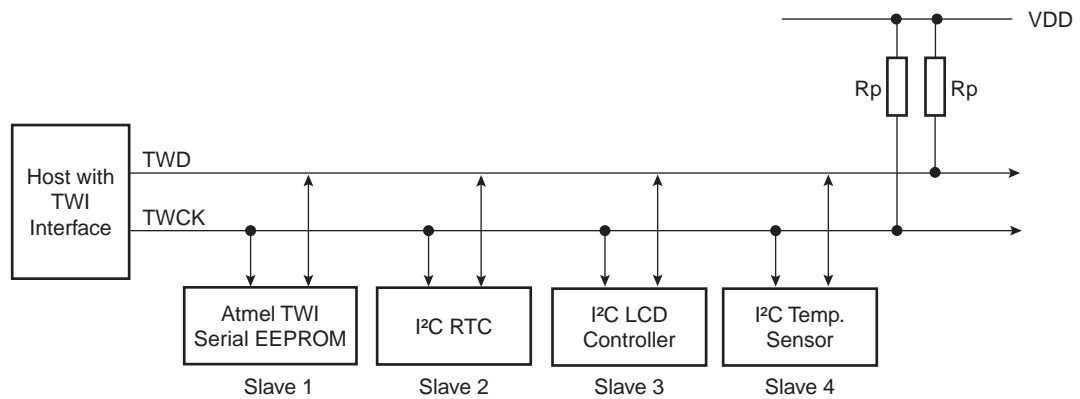 VDD
Rp
Rp
Host with
TWI
Interface
TWD
TWCK
Atmel TWI
Serial EEPROM
Slave 1
I²C RTC
Slave 2
I²C LCD
Controller
Slave 3
I²C Temp.
Sensor
Slave 4